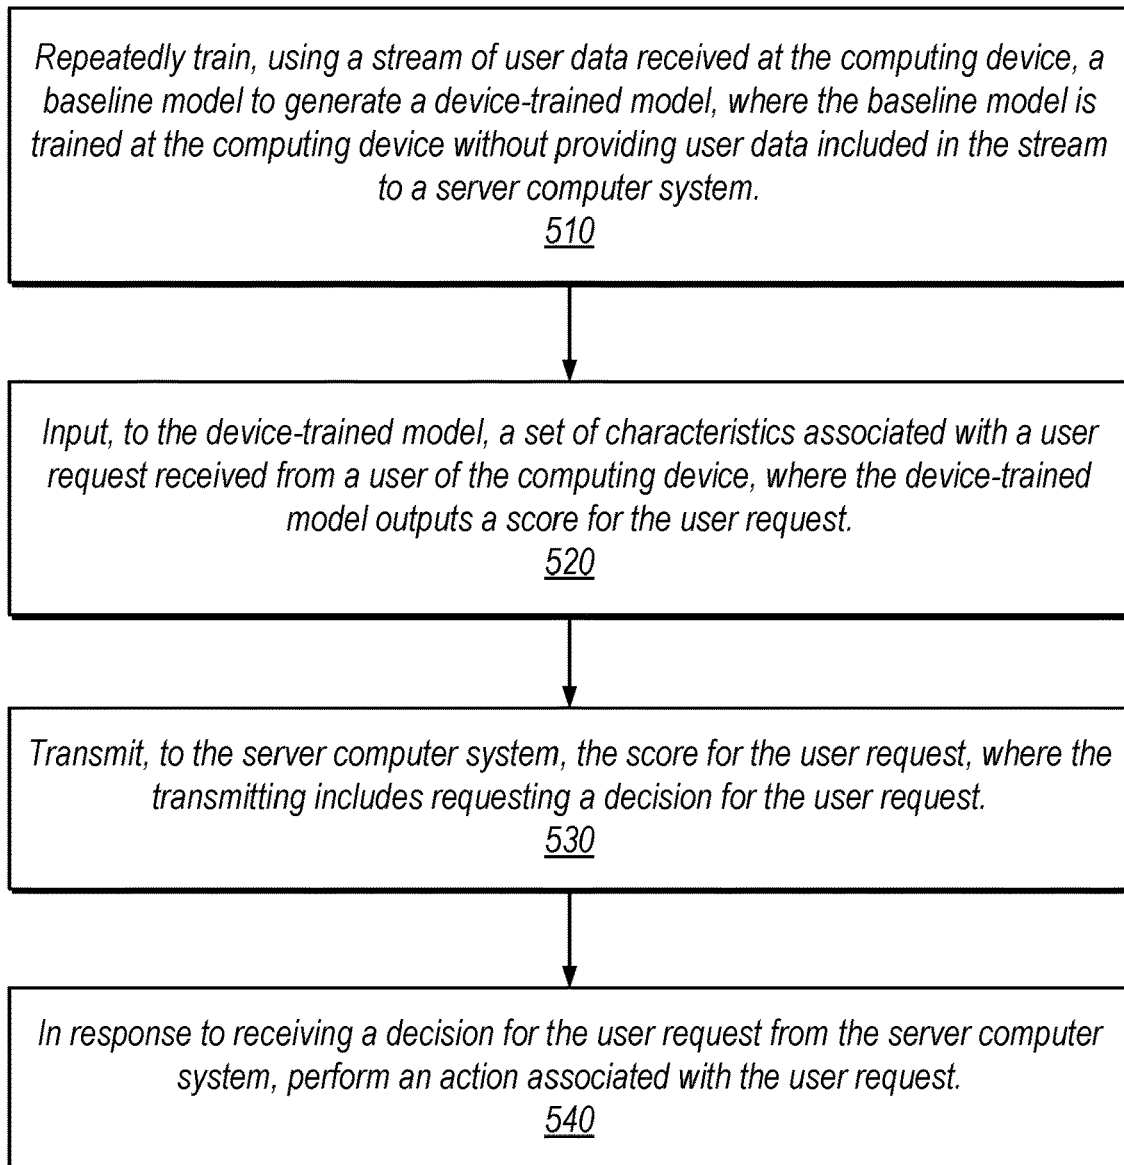 Repeatedly train, using a stream of user data received at the computing device, a
baseline model to generate a device-trained model, where the baseline model is
trained at the computing device without providing user data included in the stream
to a server computer system.
510
Input, to the device-trained model, a set of characteristics associated with a user
request received from a user of the computing device, where the device-trained
model outputs a score for the user request.
520
Transmit, to the server computer system, the score for the user request, where the
transmitting includes requesting a decision for the user request.
530
In response to receiving a decision for the user request from the server computer
system, perform an action associated with the user request.
540